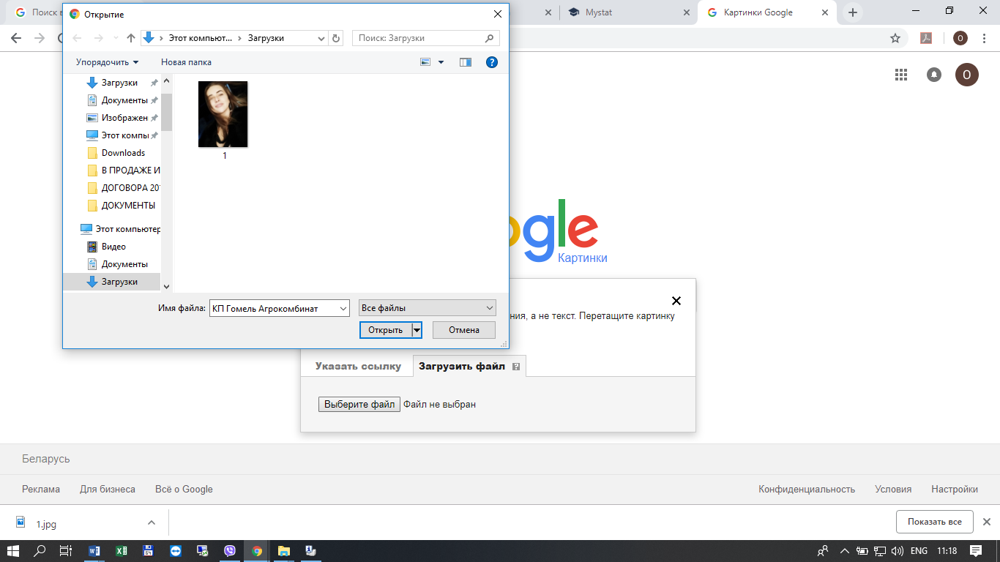 Поиск в
Mystat
Картинки Google
Открытие
Этот компьют...
Загрузки
Поиск: Загрузки
O
Упорядочить
Новая папка
O
Загрузки
Документы
Изображен
Этот компы
Downloads
В ПРОДАЖЕ И
ДОГОВОРА 20
ДОКУМЕНТЫ
Этот компьютер
Видео
Документы
Загрузки
1
ogle
Картинки
Имя файла:
КП Гомель Агрокомбинат
Все файлы
Открыть
Отмена
ния, а не текст. Перетащите картинку
Указать ссылку
Загрузить файл
Выберите файл
Файл не выбран
Беларусь
Реклама
Для бизнеса
Всё о Google
Конфиденциальность
Условия
Настройки
1.jpg
Показать все
64
ENG
11:18